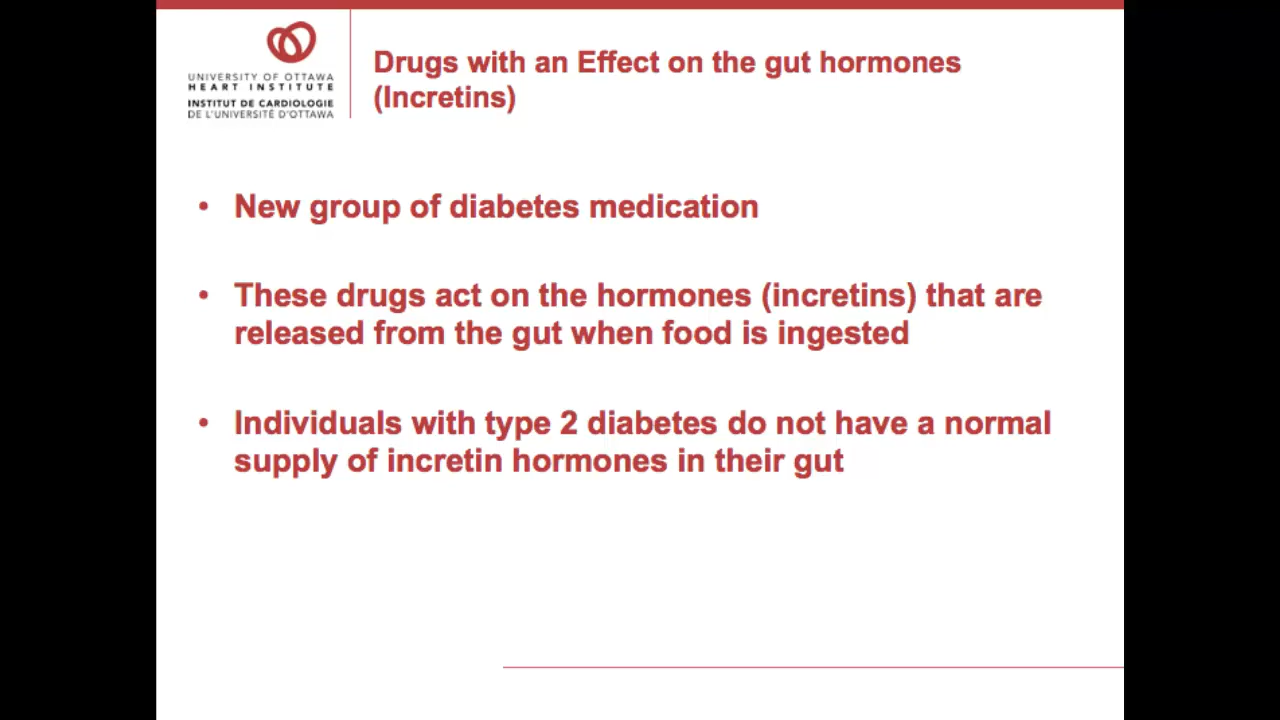 UNIVERSITY OF OTTAWA
HEART INSTITUTE
INSTITUT DE CARDIOLOGIE
DE L'UNIVERSITÉ D'OTTAWA
Drugs with an Effect on the gut hormones
(Incretins)
• New group of diabetes medication
• These drugs act on the hormones (incretins) that are
released from the gut when food is ingested
• Individuals with type 2 diabetes do not have a normal
supply of incretin hormones in their gut